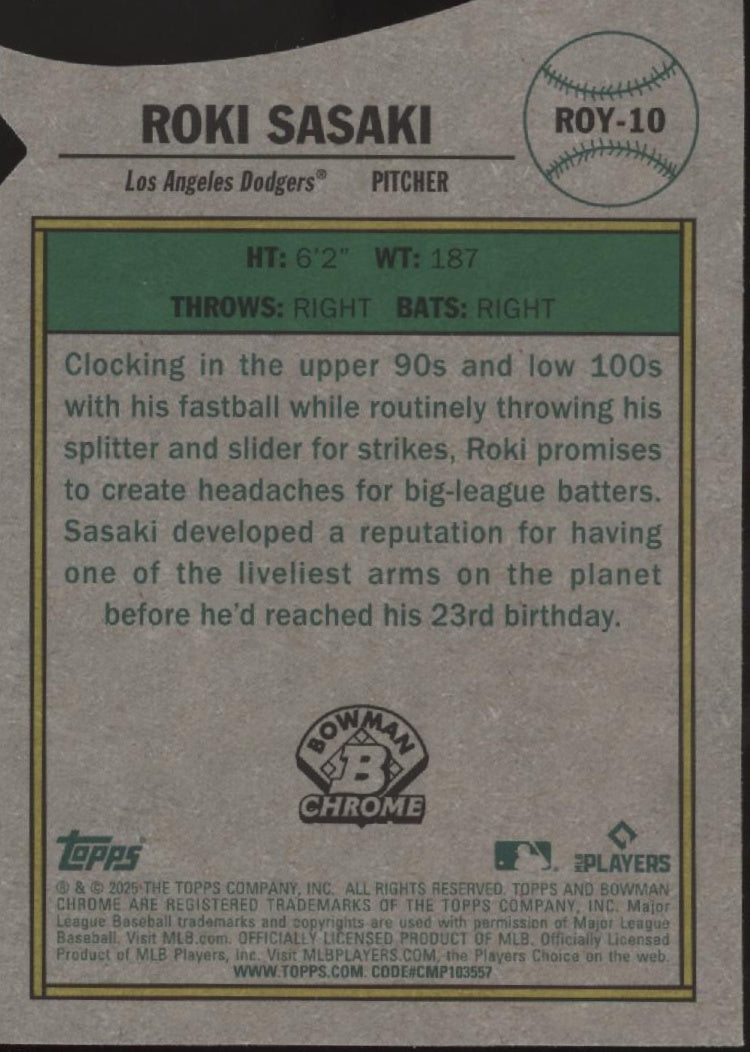 ROKI SASAKI
ROY-10
Los Angeles Dodgers® PITCHER
HT: 6'2" WT: 187
THROWS: RIGHT BATS: RIGHT
Clocking in the upper 90s and low 100s
with his fastball while routinely throwing his
splitter and slider for strikes, Roki promises
to create headaches for big-league batters.
Sasaki developed a reputation for having
one of the liveliest arms on the planet
before he'd reached his 23rd birthday.
BOWMAN
B
CHROME
Topps
MLB PLAYERS
® & © 2025 THE TOPPS COMPANY, INC. ALL RIGHTS RESERVED. TOPPS AND BOWMAN
CHROME ARE REGISTERED TRADEMARKS OF THE TOPPS COMPANY, INC. Major
League Baseball trademarks and copyrights are used with permission of Major League
Baseball. Visit MLB.com. OFFICIALLY LICENSED PRODUCT OF MLB. Officially Licensed
Product of MLB Players, Inc. Visit MLBPLAYERS.COM, the Players Choice on the web.
WWW.TOPPS.COM. CODE#CMP103557